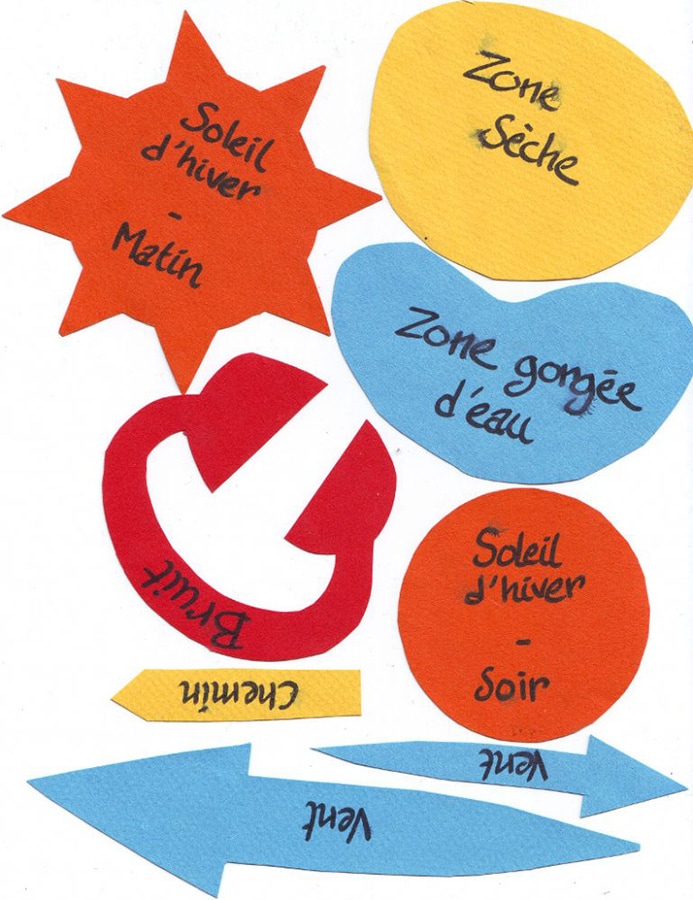 Soleil
d'hiver
-
Matin
Zone
Sèche
Zone gorgée
d'eau
Bruit
Soleil
d'hiver
-
Soir
Chemin
Vent
Vent